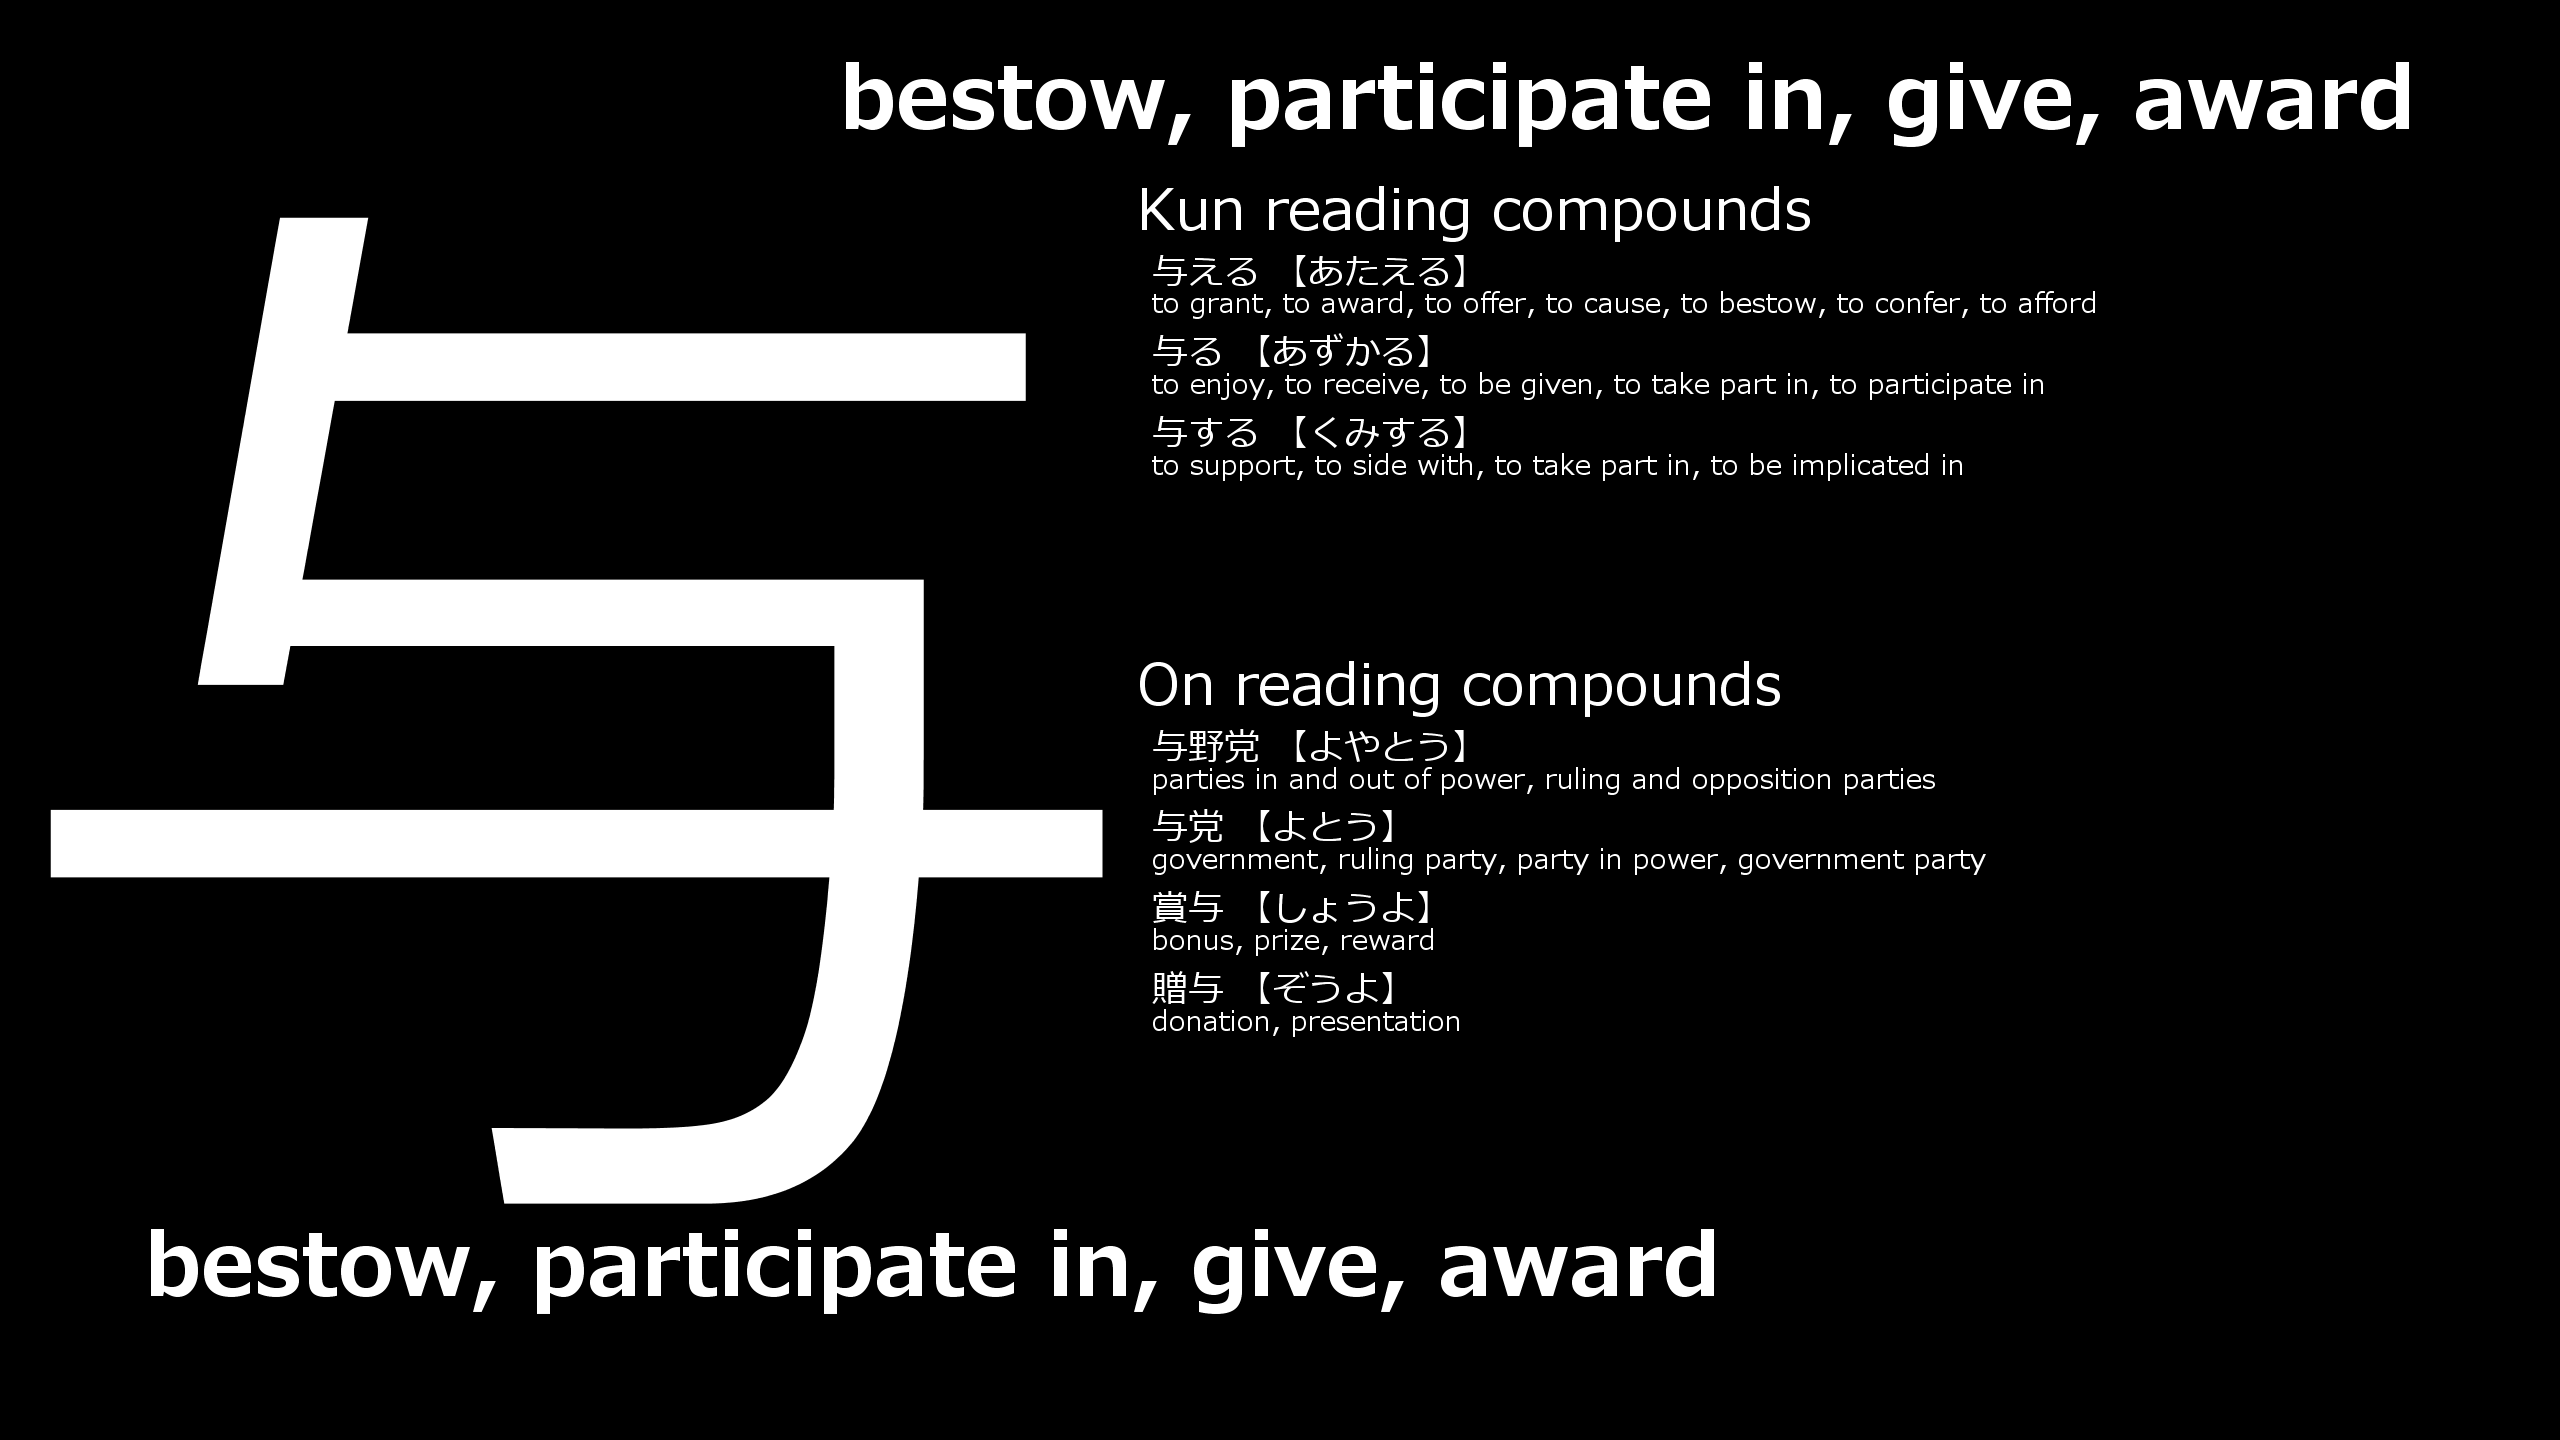 bestow, participate in, give, award
与
Kun reading compounds
与える 【あたえる】
to grant, to award, to offer, to cause, to bestow, to confer, to afford
与る 【あずかる】
to enjoy, to receive, to be given, to take part in, to participate in
与する 【くみする】
to support, to side with, to take part in, to be implicated in
On reading compounds
与野党 【よやとう】
parties in and out of power, ruling and opposition parties
与党 【よとう】
government, ruling party, party in power, government party
賞与 【しょうよ】
bonus, prize, reward
贈与 【ぞうよ】
donation, presentation
bestow, participate in, give, award